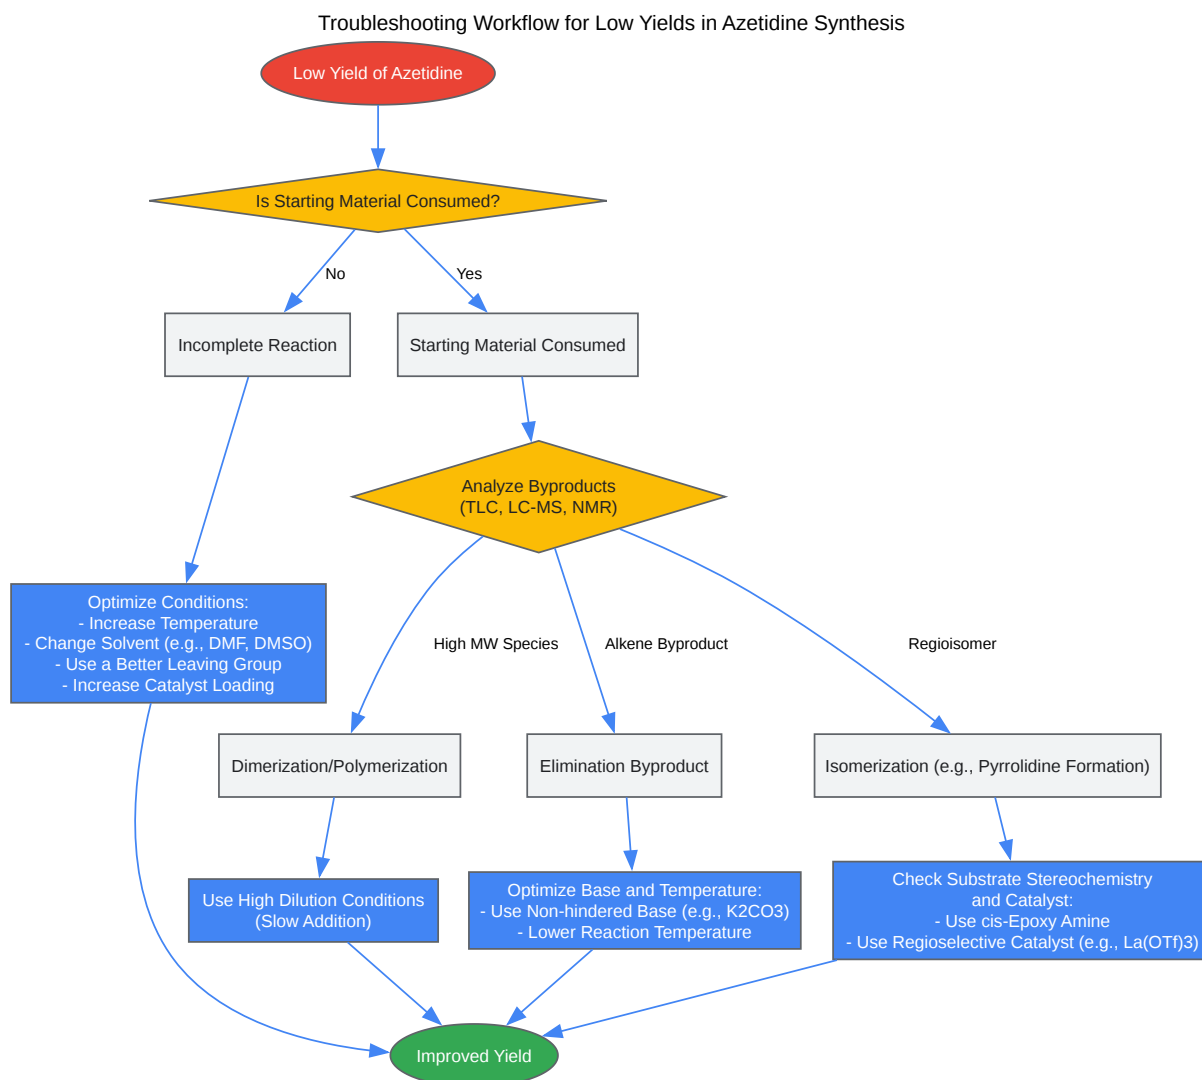 Troubleshooting Workflow for Low Yields in Azetidine Synthesis
Low Yield of Azetidine
Is Starting Material Consumed?
No
Yes
Incomplete Reaction
Starting Material Consumed
Analyze Byproducts
(TLC, LC-MS, NMR)
Optimize Conditions:
- Increase Temperature
- Change Solvent (e.g., DMF, DMSO)
- Use a Better Leaving Group
- Increase Catalyst Loading
High MW Species
Alkene Byproduct
Regioisomer
Dimerization/Polymerization
Elimination Byproduct
Isomerization (e.g., Pyrrolidine Formation)
Use High Dilution Conditions
(Slow Addition)
Optimize Base and Temperature:
- Use Non-hindered Base (e.g., K2CO3)
- Lower Reaction Temperature
Check Substrate Stereochemistry
and Catalyst:
- Use cis-Epoxy Amine
- Use Regioselective Catalyst (e.g., La(OTf)3)
Improved Yield